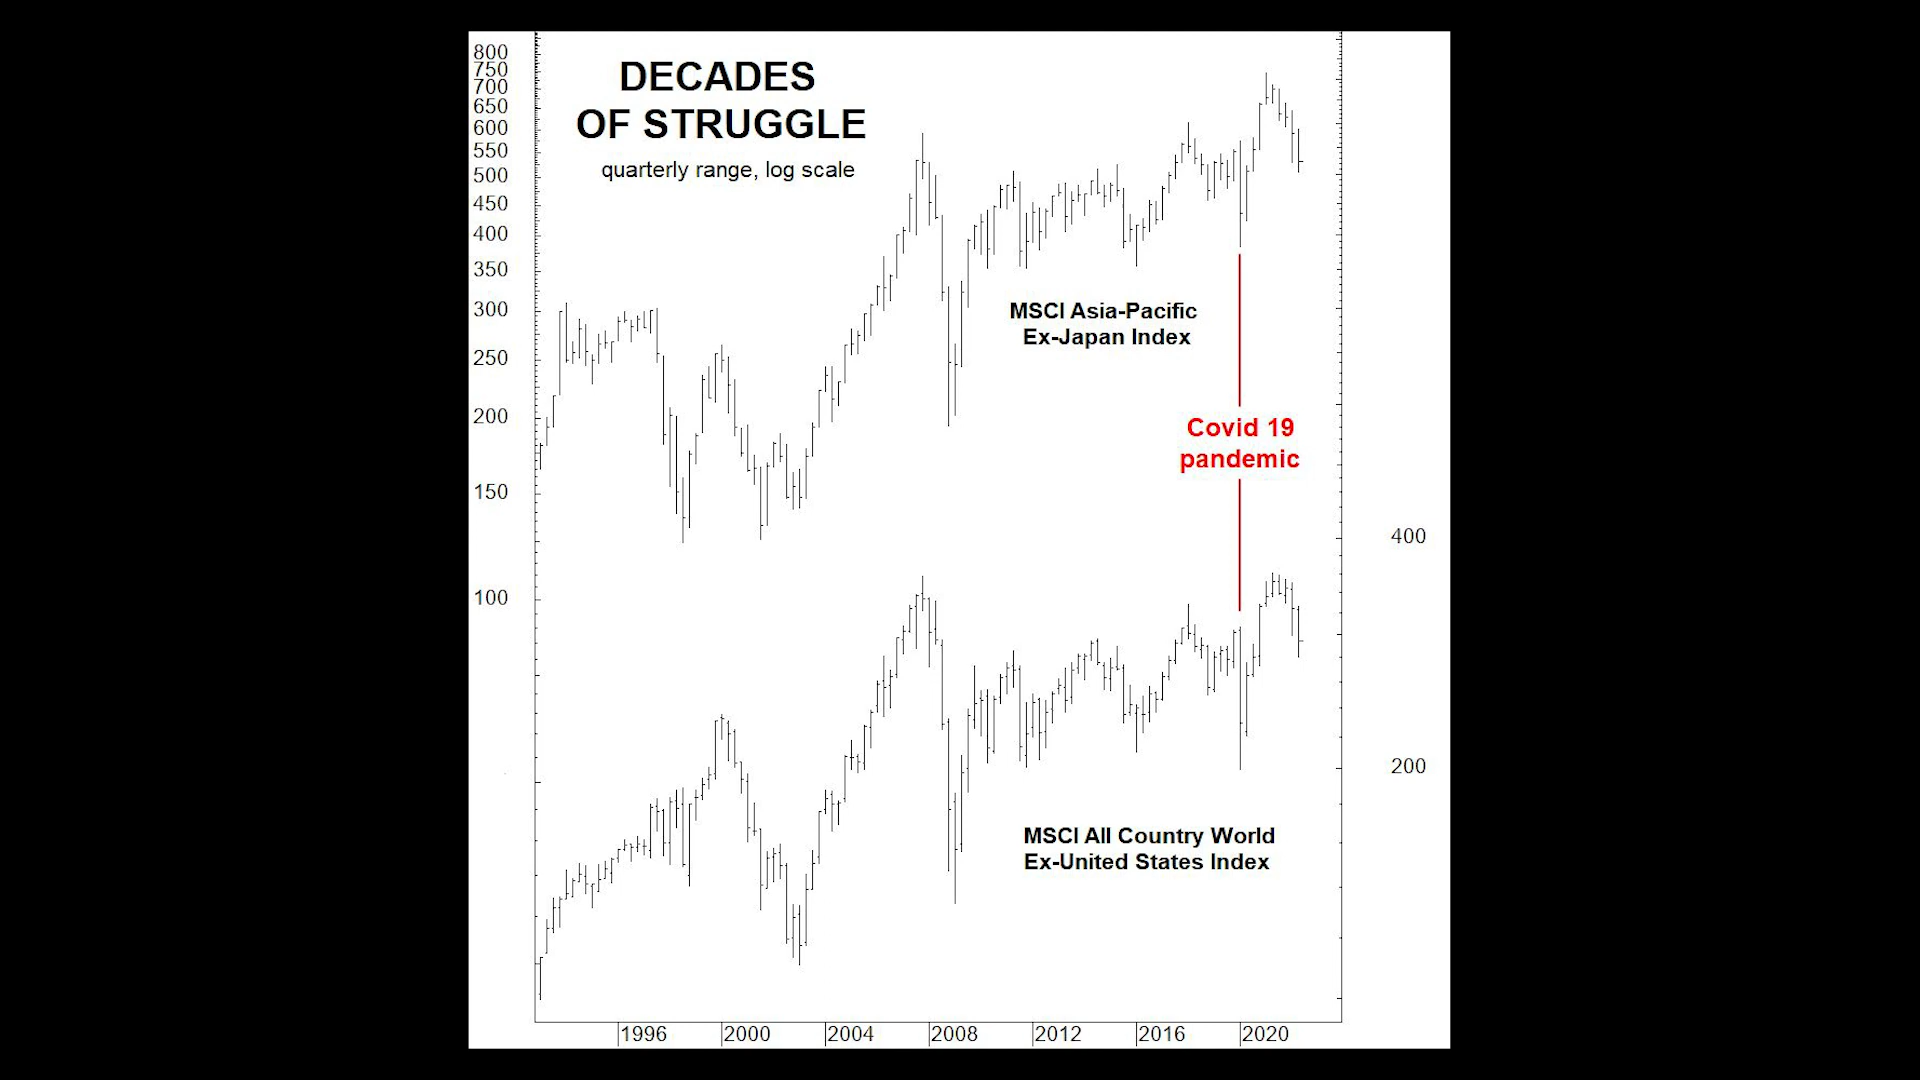 DECADES
OF STRUGGLE
quarterly range, log scale
800
750
700
650
600
550
500
450
400
350
300
250
200
150
100
MSCI Asia-Pacific
Ex-Japan Index
Covid 19
pandemic
400
200
MSCI All Country World
Ex-United States Index
1996 2000 2004 2008 2012 2016 2020